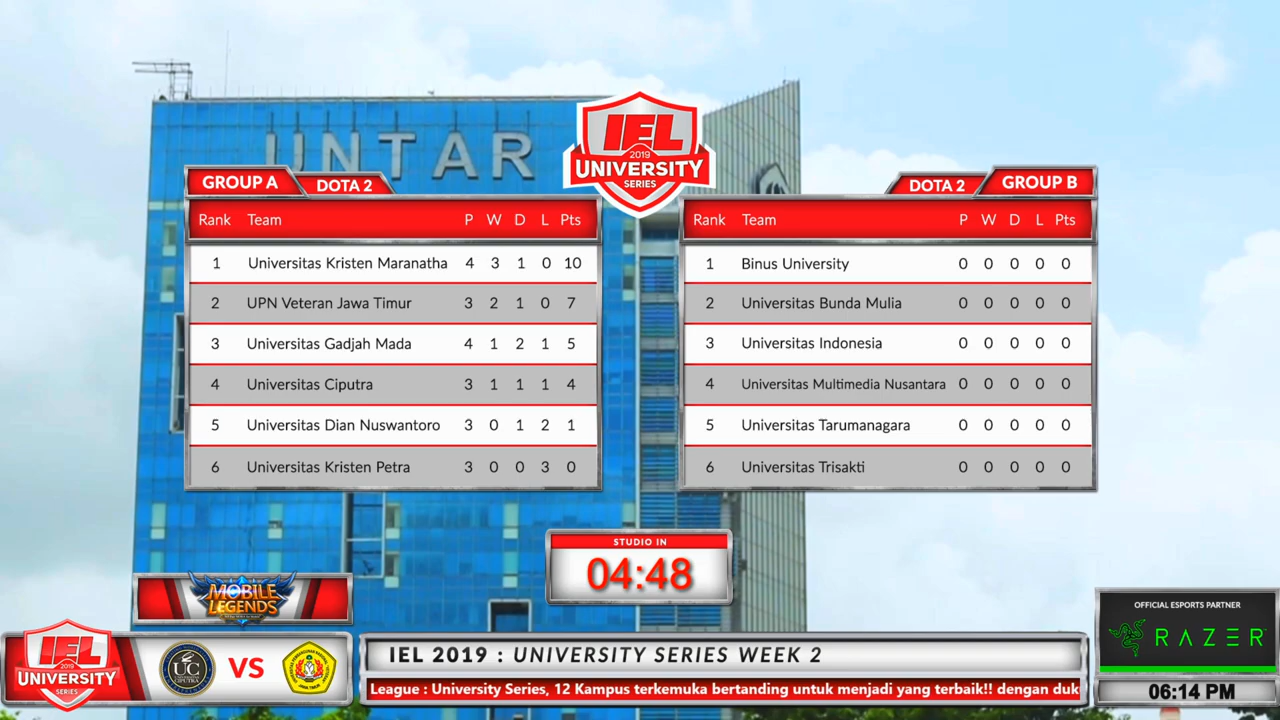 UNTAR
IEL
2019
UNIVERSITY
SERIES
GROUP A
DOTA 2
Rank Team P W D L Pts
1 Universitas Kristen Maranatha 4 3 1 0 10
2 UPN Veteran Jawa Timur 3 2 1 0 7
3 Universitas Gadjah Mada 4 1 2 1 5
4 Universitas Ciputra 3 1 1 1 4
5 Universitas Dian Nuswantoro 3 0 1 2 1
6 Universitas Kristen Petra 3 0 0 3 0
DOTA 2
GROUP B
Rank Team P W D L Pts
1 Binus University 0 0 0 0 0
2 Universitas Bunda Mulia 0 0 0 0 0
3 Universitas Indonesia 0 0 0 0 0
4 Universitas Multimedia Nusantara 0 0 0 0 0
5 Universitas Tarumanagara 0 0 0 0 0
6 Universitas Trisakti 0 0 0 0 0
STUDIO IN
04:48
MOBILE
LEGENDS
IEL
2019
UNIVERSITY
SERIES
UC
VS
JAWA TIMUR
IEL 2019 : UNIVERSITY SERIES WEEK 2
League : University Series, 12 Kampus terkemuka bertanding untuk menjadi yang terbaik!! dengan duk
OFFICIAL ESPORTS PARTNER
RAZER
06:14 PM